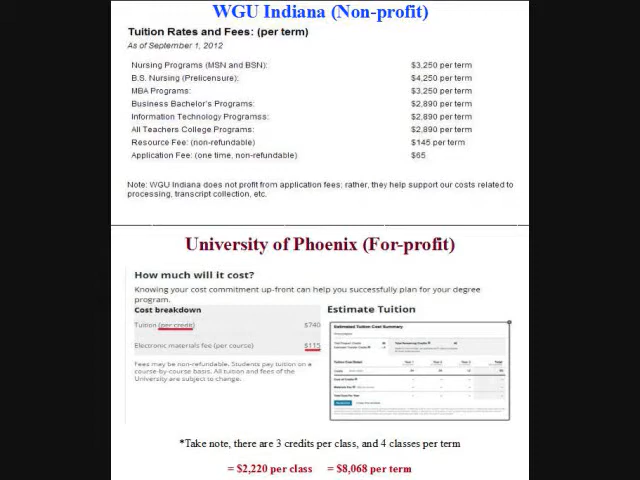 WGU Indiana (Non-profit)
Tuition Rates and Fees: (per term)
As of September 1, 2012
Nursing Programs (MSN and BSN): $3,250 per term
B.S. Nursing (Prelicensure): $4,250 per term
MBA Programs: $3,250 per term
Business Bachelor's Programs: $2,890 per term
Information Technology Programss: $2,890 per term
All Teachers College Programs: $2,890 per term
Resource Fee: (non-refundable) $145 per term
Application Fee: (one time, non-refundable) $65
Note: WGU Indiana does not profit from application fees; rather, they help support our costs related to
processing, transcript collection, etc.
University of Phoenix (For-profit)
How much will it cost?
Knowing your cost commitment up-front can help you successfully plan for your degree
program.
Cost breakdown
Tuition (per credit) $740
Electronic materials fee (per course) $115
Fees may be non-refundable. Students pay tuition on a
course-by-course basis. All tuition and fees of the
University are subject to change.
Estimate Tuition
Estimated Tuition Cost Summary
*Take note, there are 3 credits per class, and 4 classes per term
= $2,220 per class = $8,068 per term